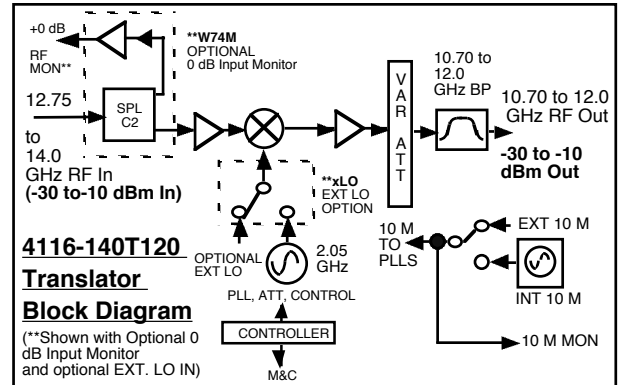 +0 dB
RF
MON**
**W74M
OPTIONAL
0 dB Input Monitor
12.75
to
14.0
GHz RF In
(-30 to-10 dBm In)
SPL
C2
VAR ATT
10.70 to
12.0
GHz BP
10.70 to 12.0
GHz RF Out
-30 to -10
dBm Out
**xLO
EXT LO
OPTION
OPTIONAL
EXT LO
2.05
GHz
PLL, ATT, CONTROL
CONTROLLER
M&C
10 M
TO
PLLS
EXT 10 M
INT 10 M
10 M MON
4116-140T120
Translator
Block Diagram
(**Shown with Optional 0
dB Input Monitor
and optional EXT. LO IN)